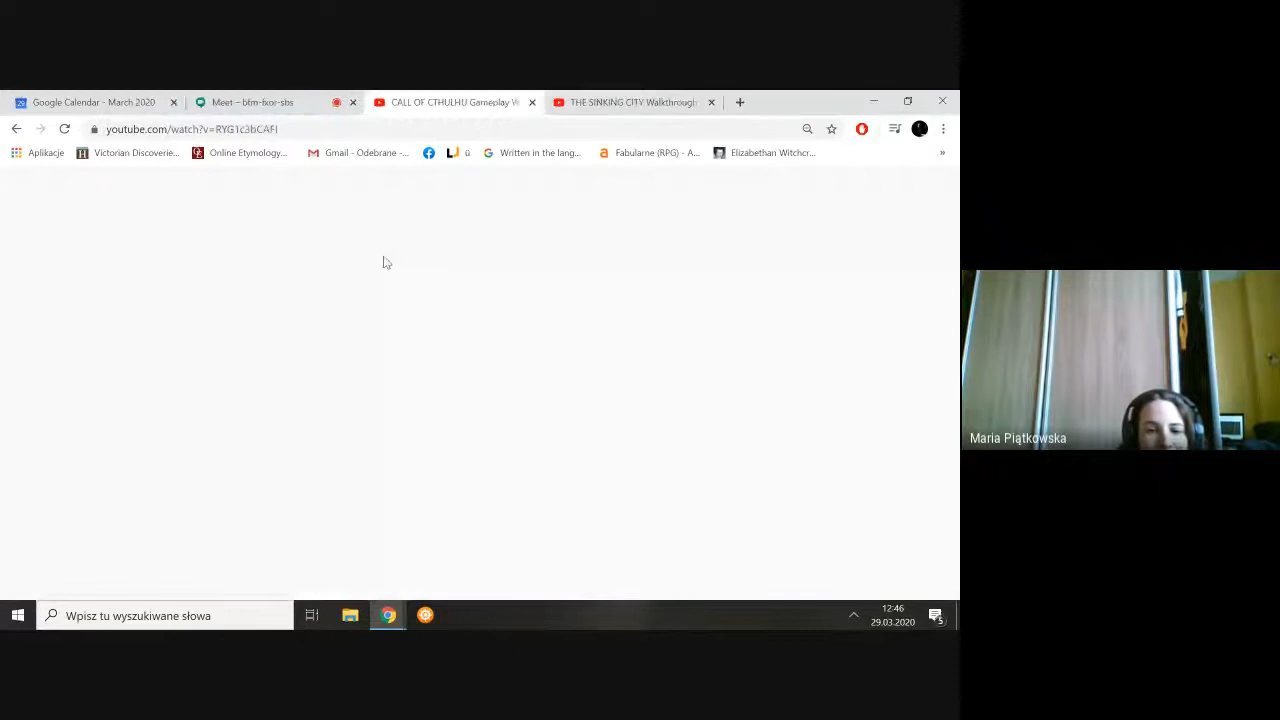 Google Calendar - March 2020
Meet – bfm-fxor-sbs
CALL OF CTHULHU Gameplay W
THE SINKING CITY Walkthrough
youtube.com/watch?v=RYG1c3bCAFI
Aplikacje
Victorian Discoverie...
Online Etymology...
Gmail - Odebrane -...
ü
Written in the lang...
Fabularne (RPG) - A...
Elizabethan Witchcr...
»
Maria Piątkowska
Wpisz tu wyszukiwane słowa
12:46
29.03.2020
5